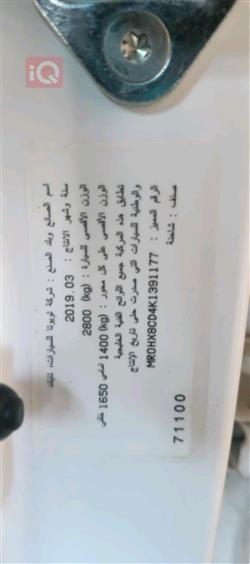 iQ
اسم الصانع وبلد الصنع : شركة تويوتا للسيارات، تايلند
سنة وشهر الانتاج : 2019.03
الوزن الأقصى للسيارة : (kg) 2800
الوزن الأقصى على كل محور : (kg) 1400 أمامي 1650 خلفي
تطابق هذه المركبة جميع اللوائح الفنية الخليجية
والوطنية للسيارات التي صدرت حتى تاريخ الإنتاج
الرقم المميز : MR0HX8CD4K1391177
صنف : شاحنة
71100